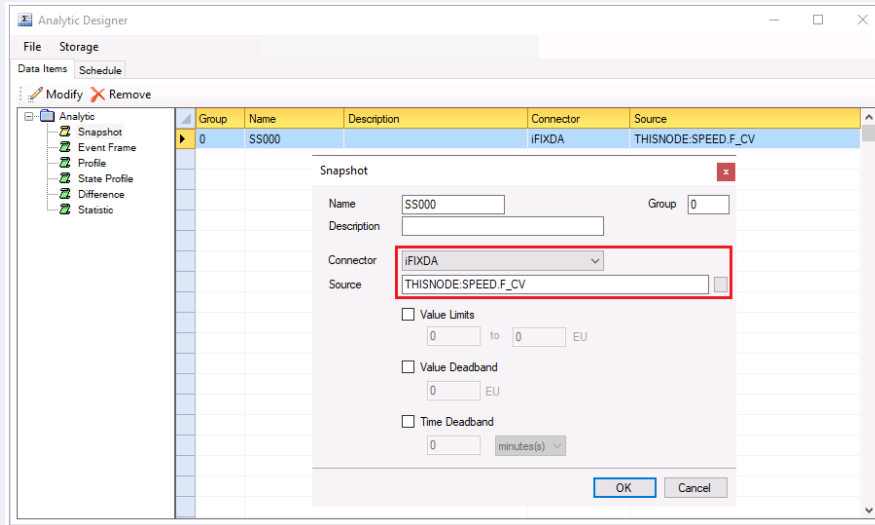 Analytic Designer
File Storage
Data Items Schedule
Modify Remove
Analytic
Snapshot
Event Frame
Profile
State Profile
Difference
Statistic
Group Name Description Connector Source
0 SS000 iFIXDA THISNODE:SPEED.F_CV
Snapshot
Name SS000 Group 0
Description
Connector iFIXDA
Source THISNODE:SPEED.F_CV
Value Limits
0 to 0 EU
Value Deadband
0 EU
Time Deadband
0 minutes(s)
OK Cancel